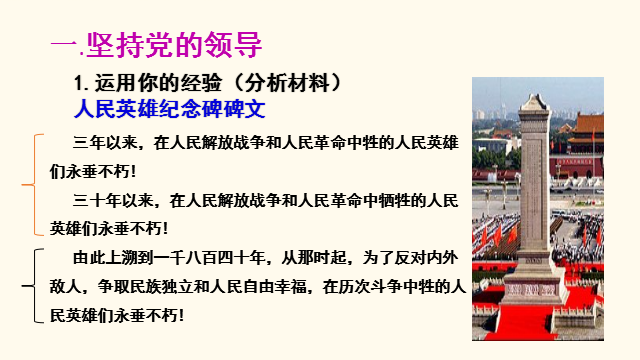 一.坚持党的领导
1.运用你的经验（分析材料）
人民英雄纪念碑碑文
三年以来，在人民解放战争和人民革命中牲的人民英雄
们永垂不朽！
三十年以来，在人民解放战争和人民革命中牺牲的人民
英雄们永垂不朽！
由此上溯到一千八百四十年，从那时起，为了反对内外
敌人，争取民族独立和人民自由幸福，在历次斗争中牲的人
民英雄们永垂不朽！